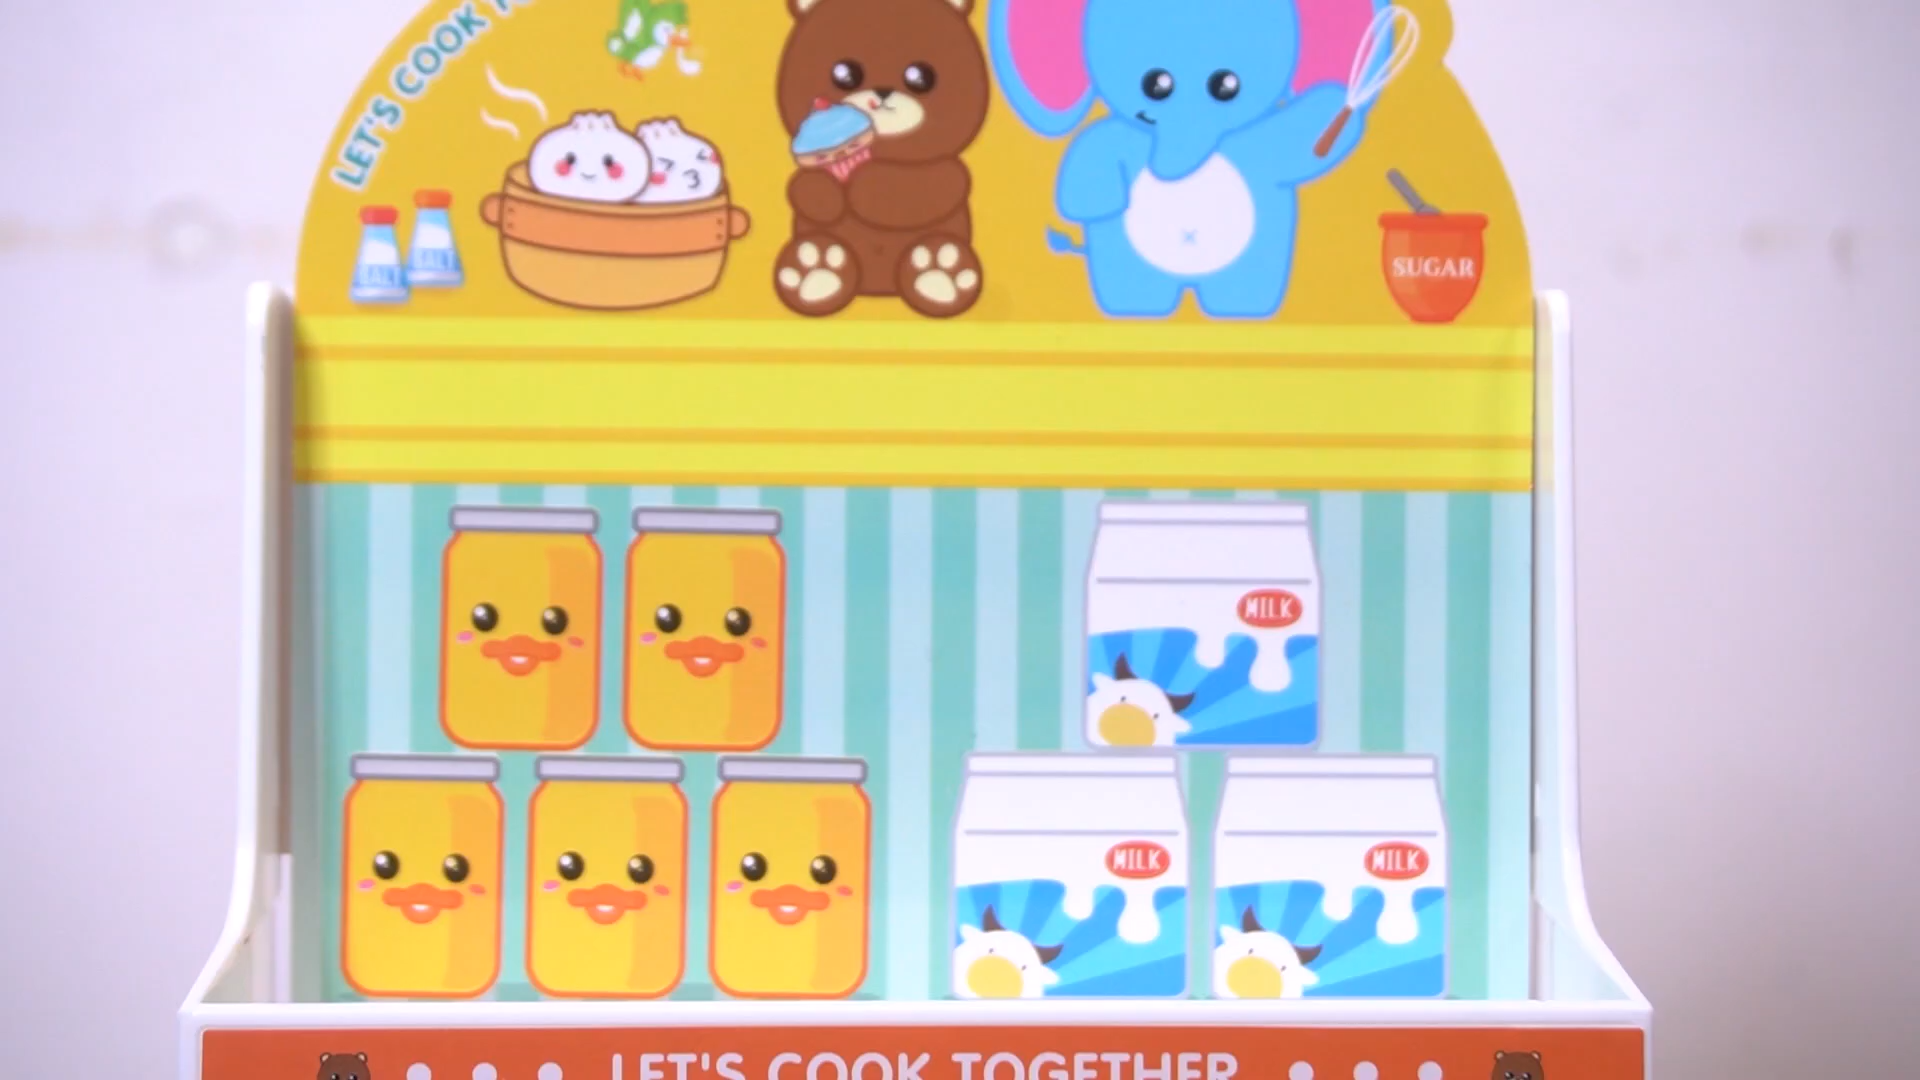 LET'S COOK
SALT
SALT
SUGAR
MILK
MILK
MILK
LET'S COOK TOGETHER